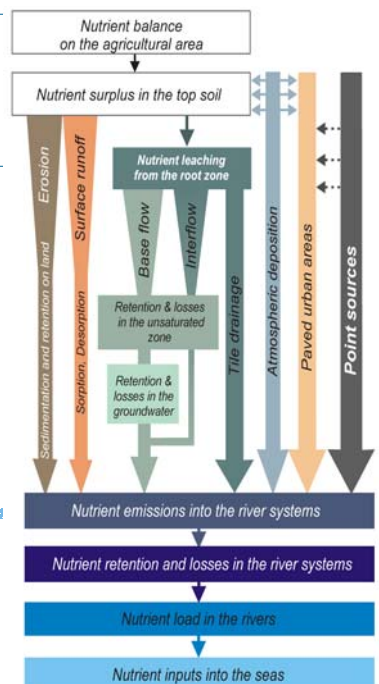 Nutrient balance
on the agricultural area
Nutrient surplus in the top soil
Erosion
Sedimentation and retention on land
Surface runoff
Sorption, Desorption
Nutrient leaching
from the root zone
Base flow
Interflow
Retention & losses
in the unsaturated
zone
Retention &
losses in the
groundwater
Tile drainage
Atmospheric deposition
Paved urban areas
Point sources
Nutrient emissions into the river systems
Nutrient retention and losses in the river systems
Nutrient load in the rivers
Nutrient inputs into the seas